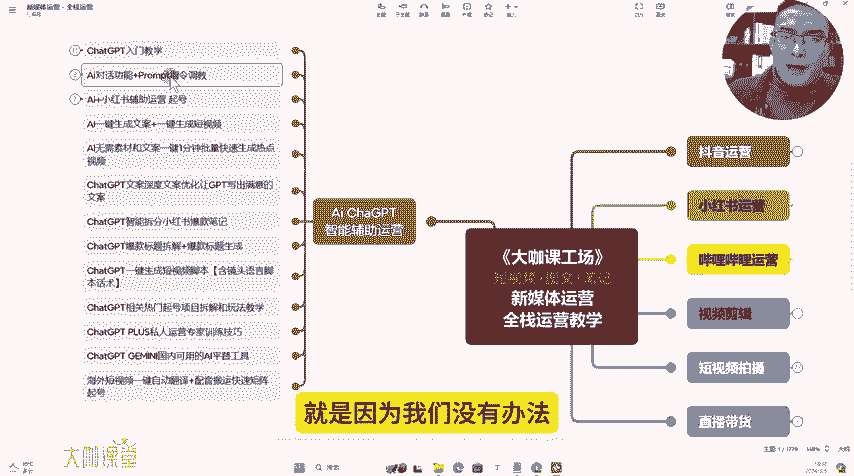 新媒体运营 - 全栈运营
ChatGPT入门教学
Ai对话功能+Prompt指令调教
Ai+小红书辅助运营 起号
Ai一键生成文案+一键生成短视频
Ai无需素材和文案一键1分钟批量快速生成热点
视频
ChatGPT文案深度文案优化让GPT写出满意的
文案
ChatGPT智能拆分小红书爆款笔记
ChatGPT爆款标题拆解+爆款标题生成
ChatGPT一键生成短视频脚本【含镜头语言脚
本话术】
ChatGPT相关热门起号项目拆解和玩法教学
ChatGPT PLUS私人运营专家训练技巧
ChatGPT GEMINI国内可用的AI平替工具
海外短视频一键自动翻译+配音搬运快速矩阵
起号
Ai ChaGPT
智能辅助运营
《大咖课工场》
短视频·图文·笔记
新媒体运营
全栈运营教学
抖音运营
小红书运营
哔哩哔哩运营
视频剪辑
短视频拍摄
直播带货
就是因为我们没有办法
大咖课堂
搜索